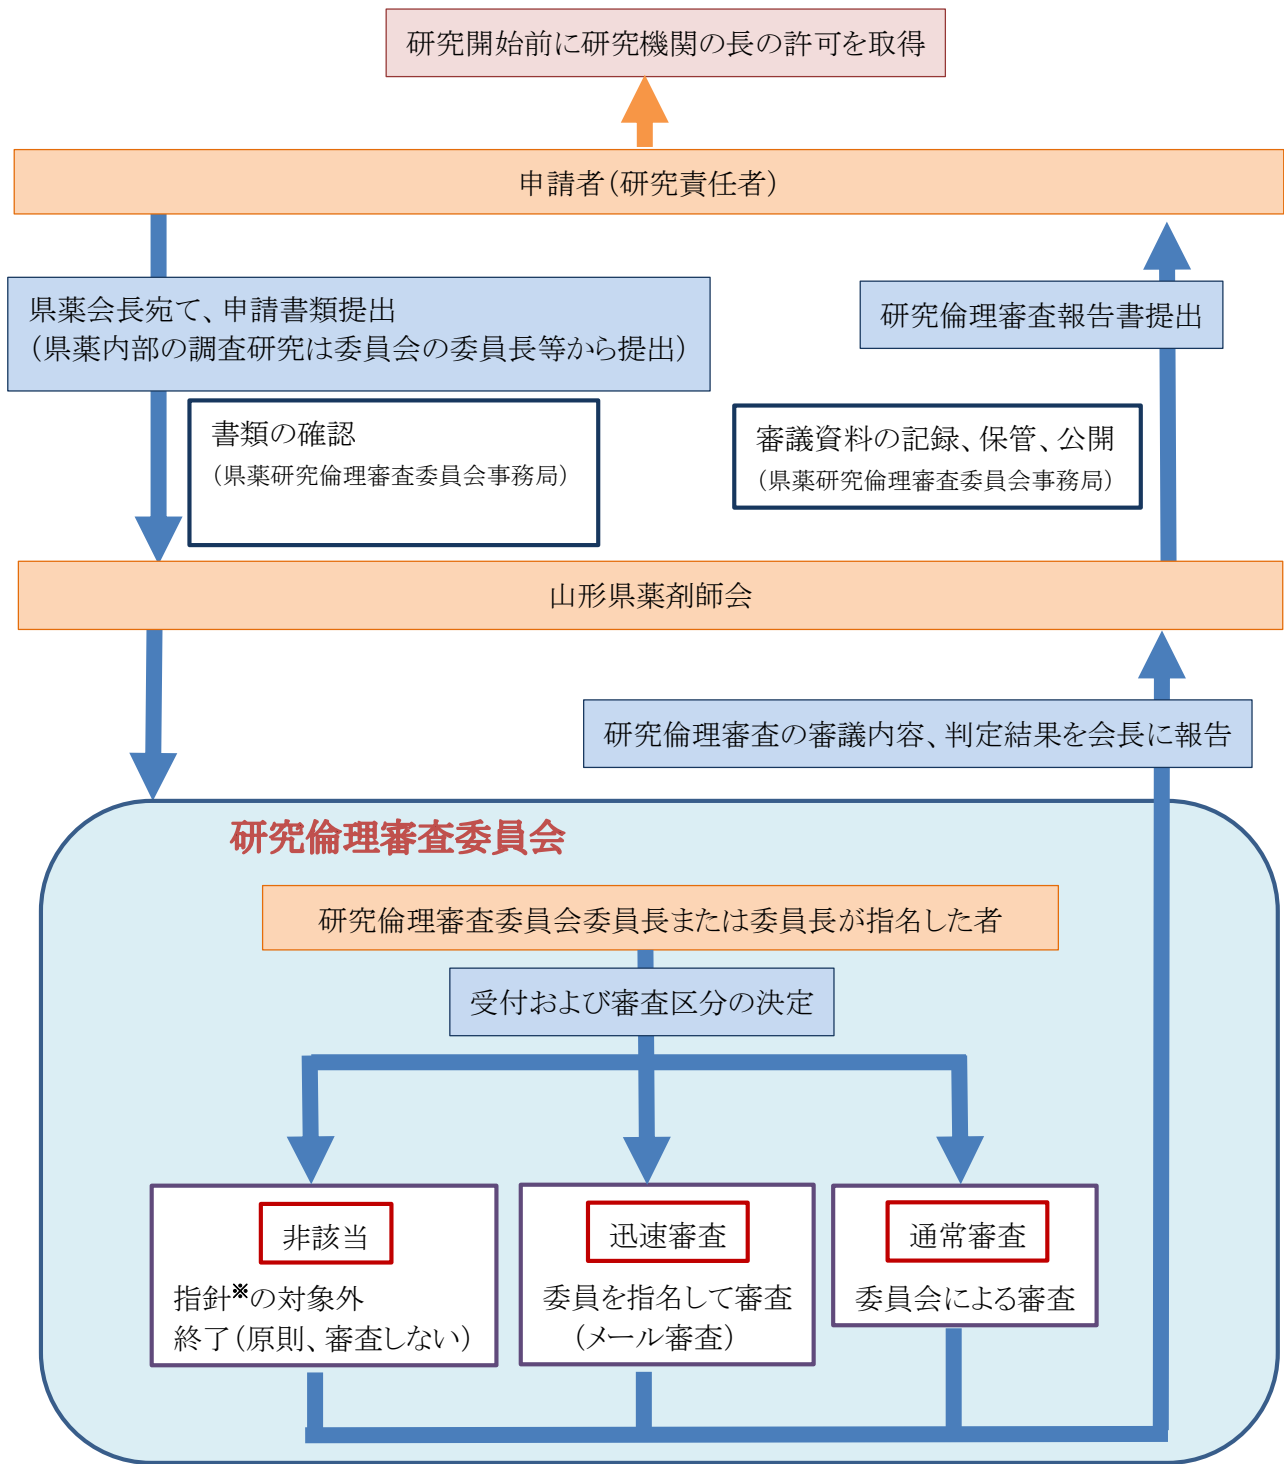 研究開始前に研究機関の長の許可を取得
申請者(研究責任者)
県薬会長宛て、申請書類提出
(県薬内部の調査研究は委員会の委員長等から提出)
研究倫理審査報告書提出
書類の確認
(県薬研究倫理審査委員会事務局)
審議資料の記録、保管、公開
(県薬研究倫理審査委員会事務局)
山形県薬剤師会
研究倫理審査の審議内容、判定結果を会長に報告
研究倫理審査委員会
研究倫理審査委員会委員長または委員長が指名した者
受付および審査区分の決定
非該当
指針※の対象外
終了(原則、審査しない)
迅速審査
委員を指名して審査
(メール審査)
通常審査
委員会による審査